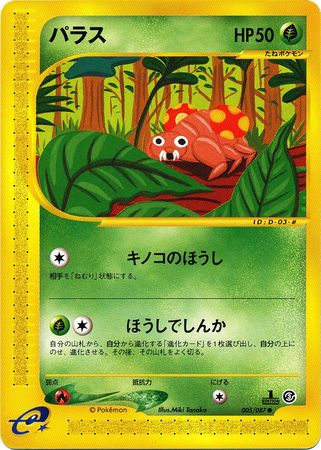 パラス
HP50
たねポケモン
ID:D-03-#
キノコのほうし
相手を「ねむり」状態にする。
ほうしでしんか
自分の山札から、自分から進化する「進化カード」を1枚選び出し、自分の上に
のせ、進化させる。その後、その山札をよく切る。
弱点 抵抗力 にげる
e
© Pokémon Illus.Miki Tanaka 005/087 ●
1 EDITION